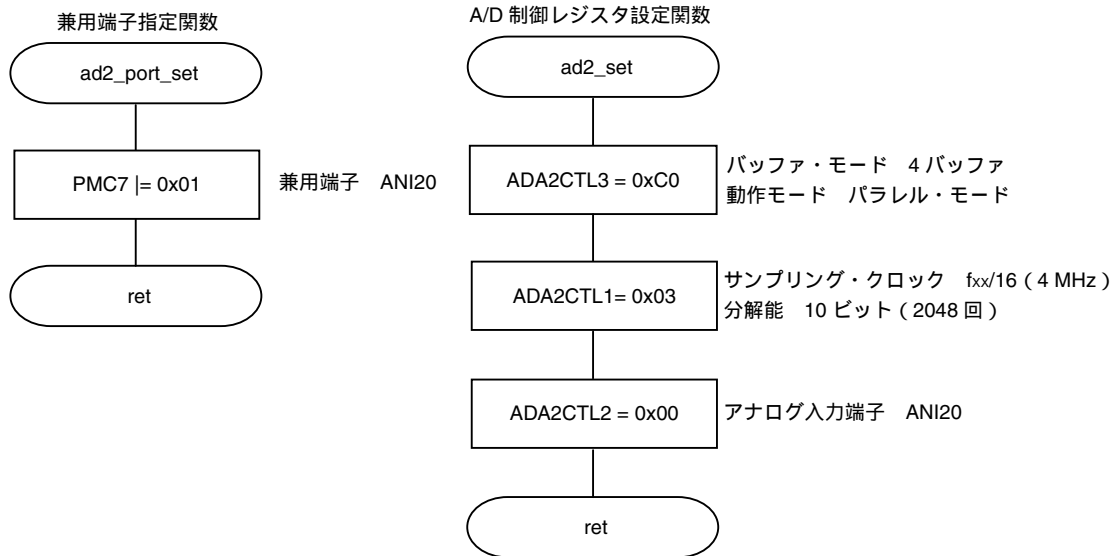 兼用端子指定関数
ad2_port_set
PMC7 |= 0x01
兼用端子　ANI20
ret
A/D 制御レジスタ設定関数
ad2_set
ADA2CTL3 = 0xC0
バッファ・モード　4 バッファ
動作モード　パラレル・モード
ADA2CTL1= 0x03
サンプリング・クロック　fxx/16（4 MHz）
分解能　10 ビット（2048 回）
ADA2CTL2 = 0x00
アナログ入力端子　ANI20
ret